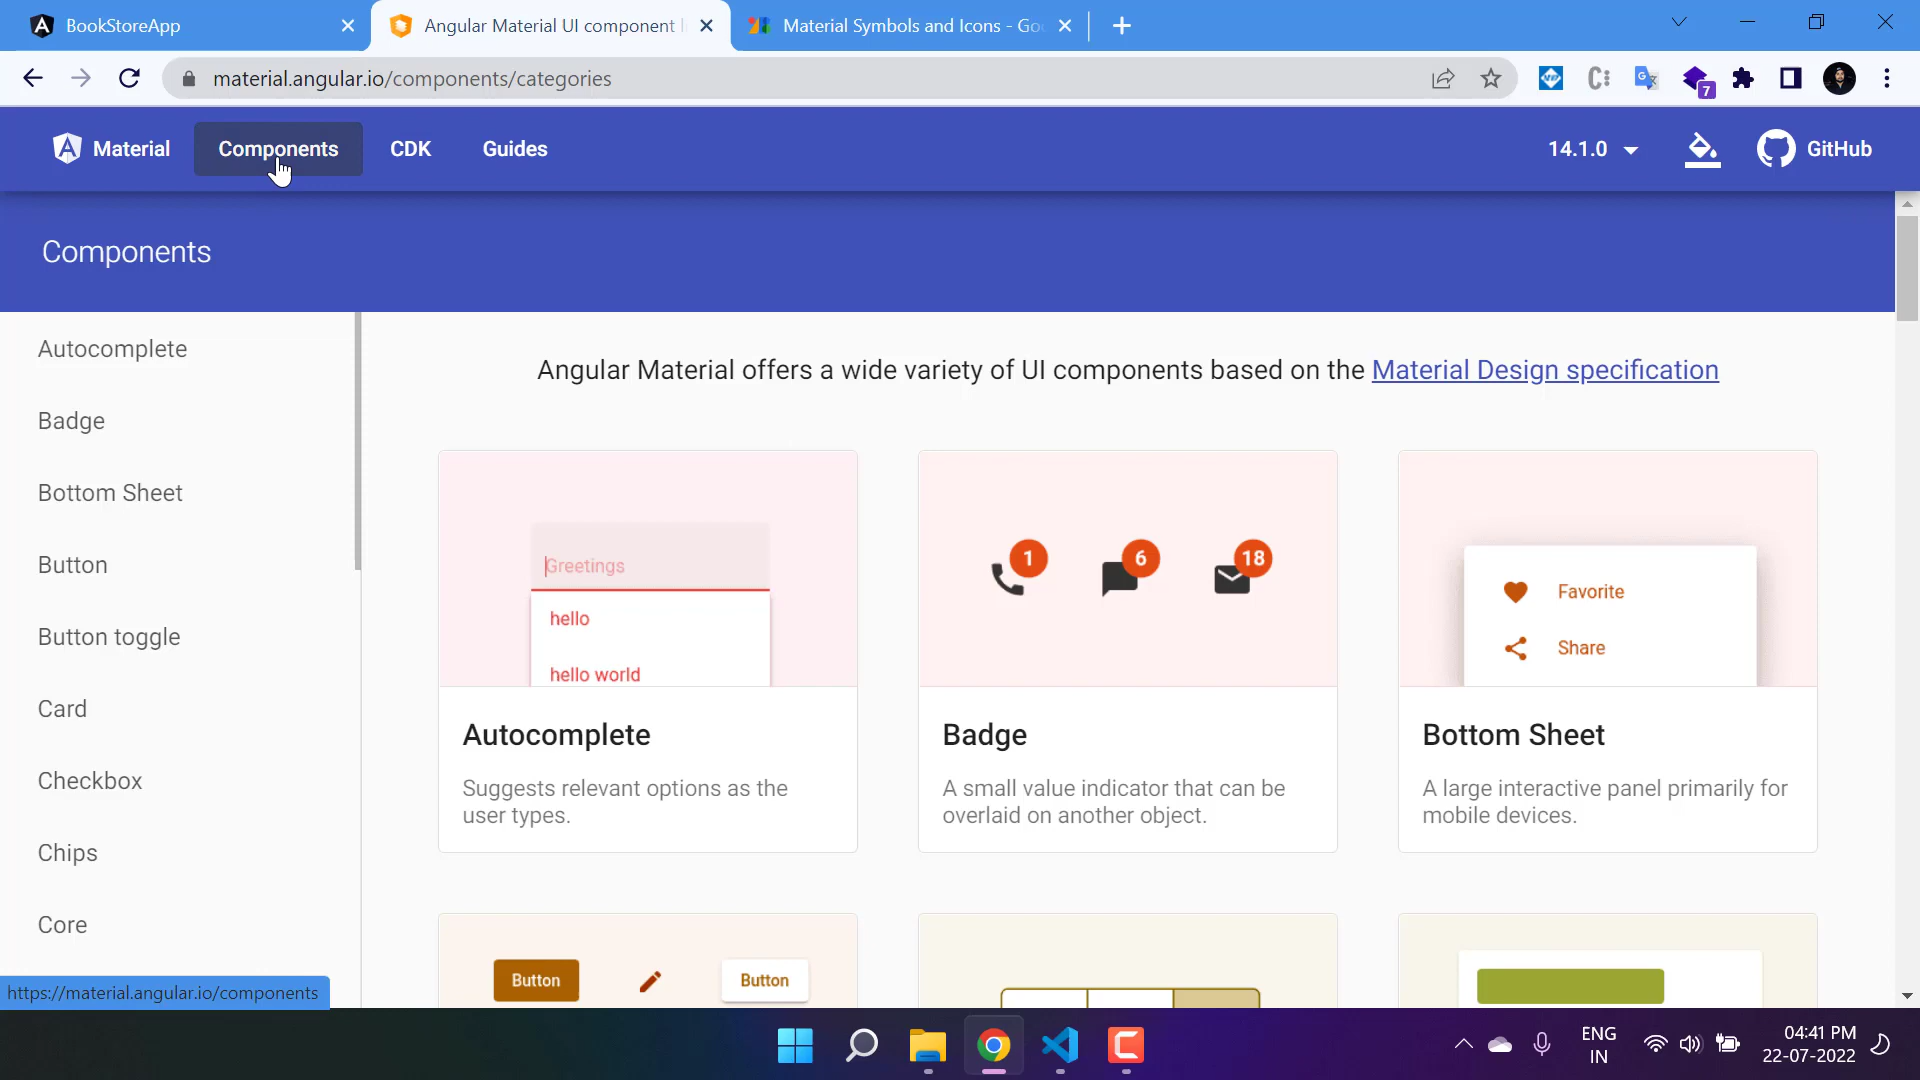 BookStoreApp
Angular Material UI component l
Material Symbols and Icons - Go
material.angular.io/components/categories
7
Material
Components
CDK
Guides
14.1.0
GitHub
Components
Autocomplete
Badge
Bottom Sheet
Button
Button toggle
Card
Checkbox
Chips
Core
Angular Material offers a wide variety of UI components based on the Material Design specification
Greetings
hello
hello world
Autocomplete
Suggests relevant options as the
user types.
1
6
18
Badge
A small value indicator that can be
overlaid on another object.
Favorite
Share
Bottom Sheet
A large interactive panel primarily for
mobile devices.
Button
Button
https://material.angular.io/components
ENG
IN
04:41 PM
22-07-2022